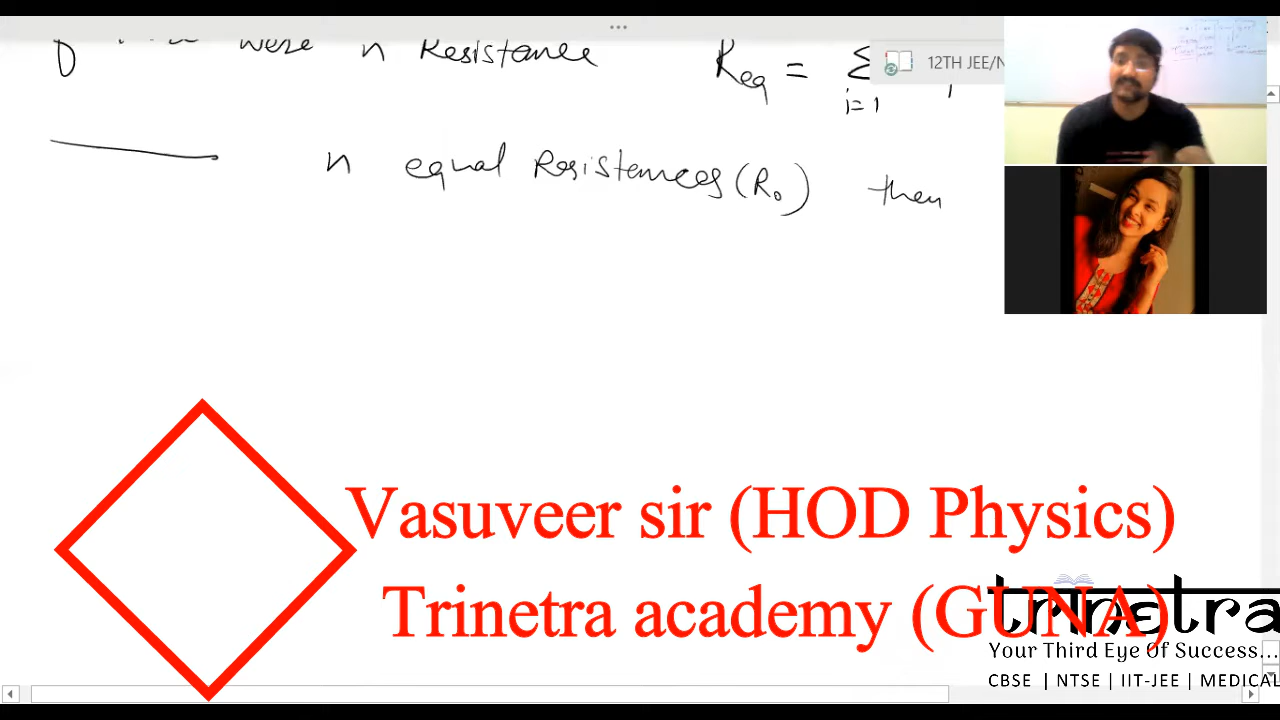 were n Resistance Req = Σ i=1
12TH JEE/N
n equal Resistances (R₀) then
Vasuveer sir (HOD Physics)
Trinetra academy (GUNA)
trinetra
Your Third Eye Of Success...
CBSE | NTSE | IIT-JEE | MEDICAL